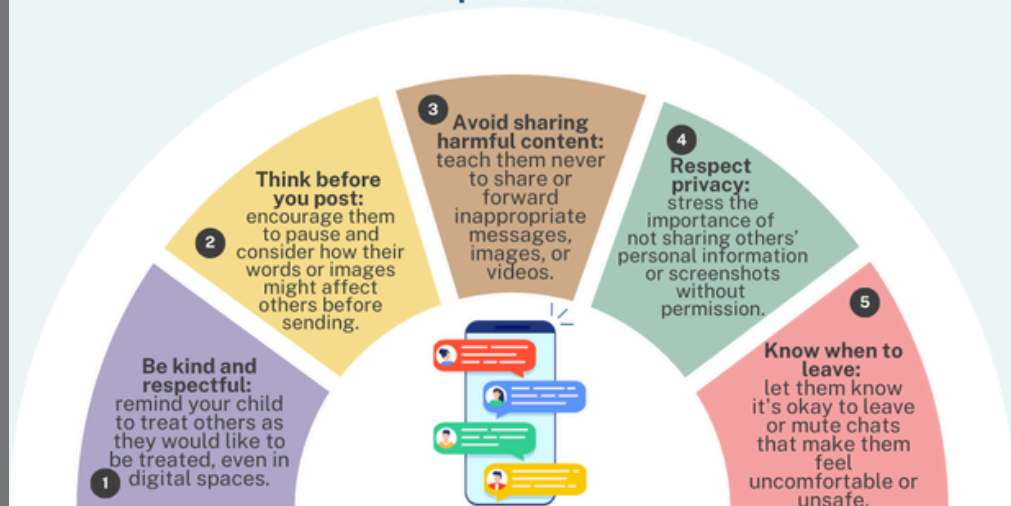 1
Be kind and
respectful:
remind your child
to treat others as
they would like to
be treated, even in
digital spaces.
2
Think before
you post:
encourage them
to pause and
consider how their
words or images
might affect
others before
sending.
3
Avoid sharing
harmful content:
teach them never
to share or
forward
inappropriate
messages,
images, or
videos.
4
Respect
privacy:
stress the
importance of
not sharing others’
personal information
or screenshots
without
permission.
5
Know when to
leave:
let them know
it's okay to leave
or mute chats
that make them
feel
uncomfortable or
unsafe.